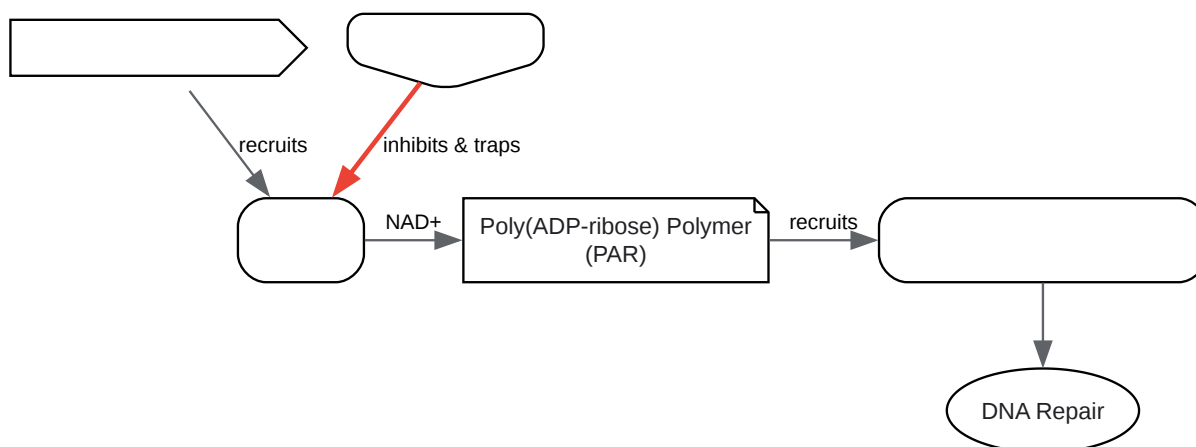 recruits
inhibits & traps
NAD+
Poly(ADP-ribose) Polymer
(PAR)
recruits
DNA Repair